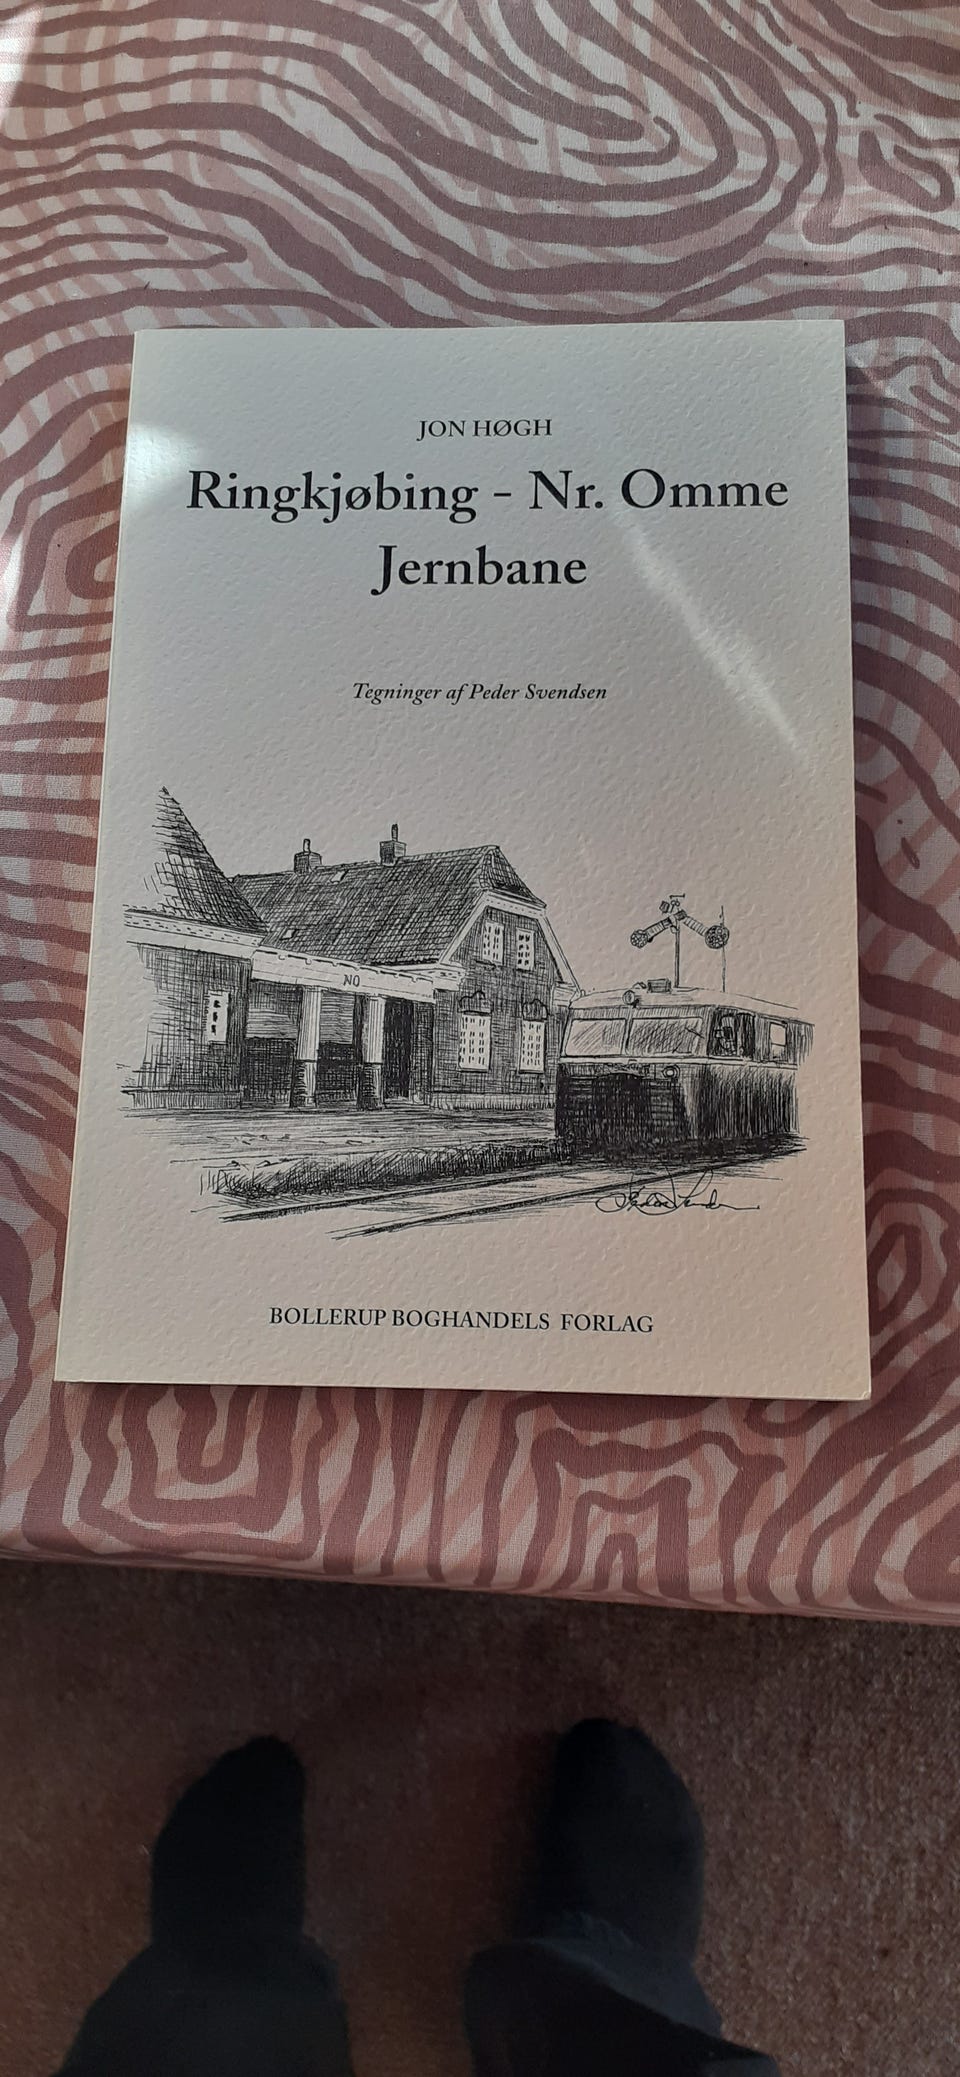 JON HØGH
Ringkjøbing - Nr. Omme
Jernbane
Tegninger af Peder Svendsen
NO
BOLLERUP BOGHANDELS FORLAG